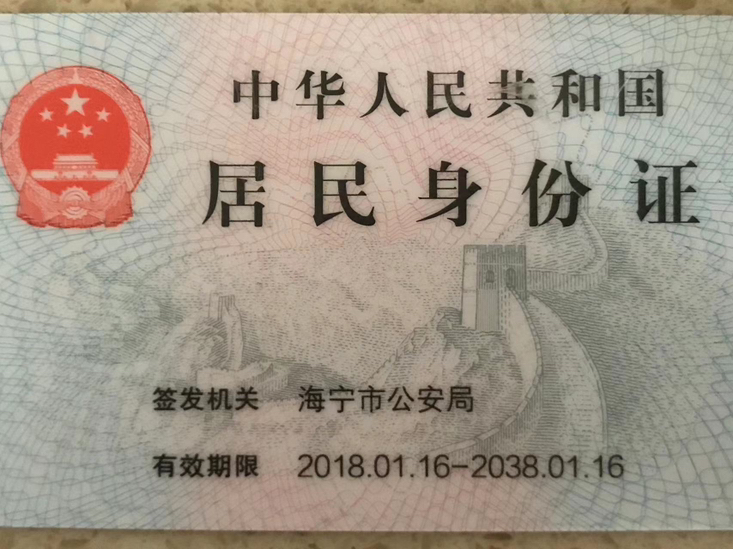 中华人民共和国
居民身份证
签发机关 海宁市公安局
有效期限 2018.01.16-2038.01.16